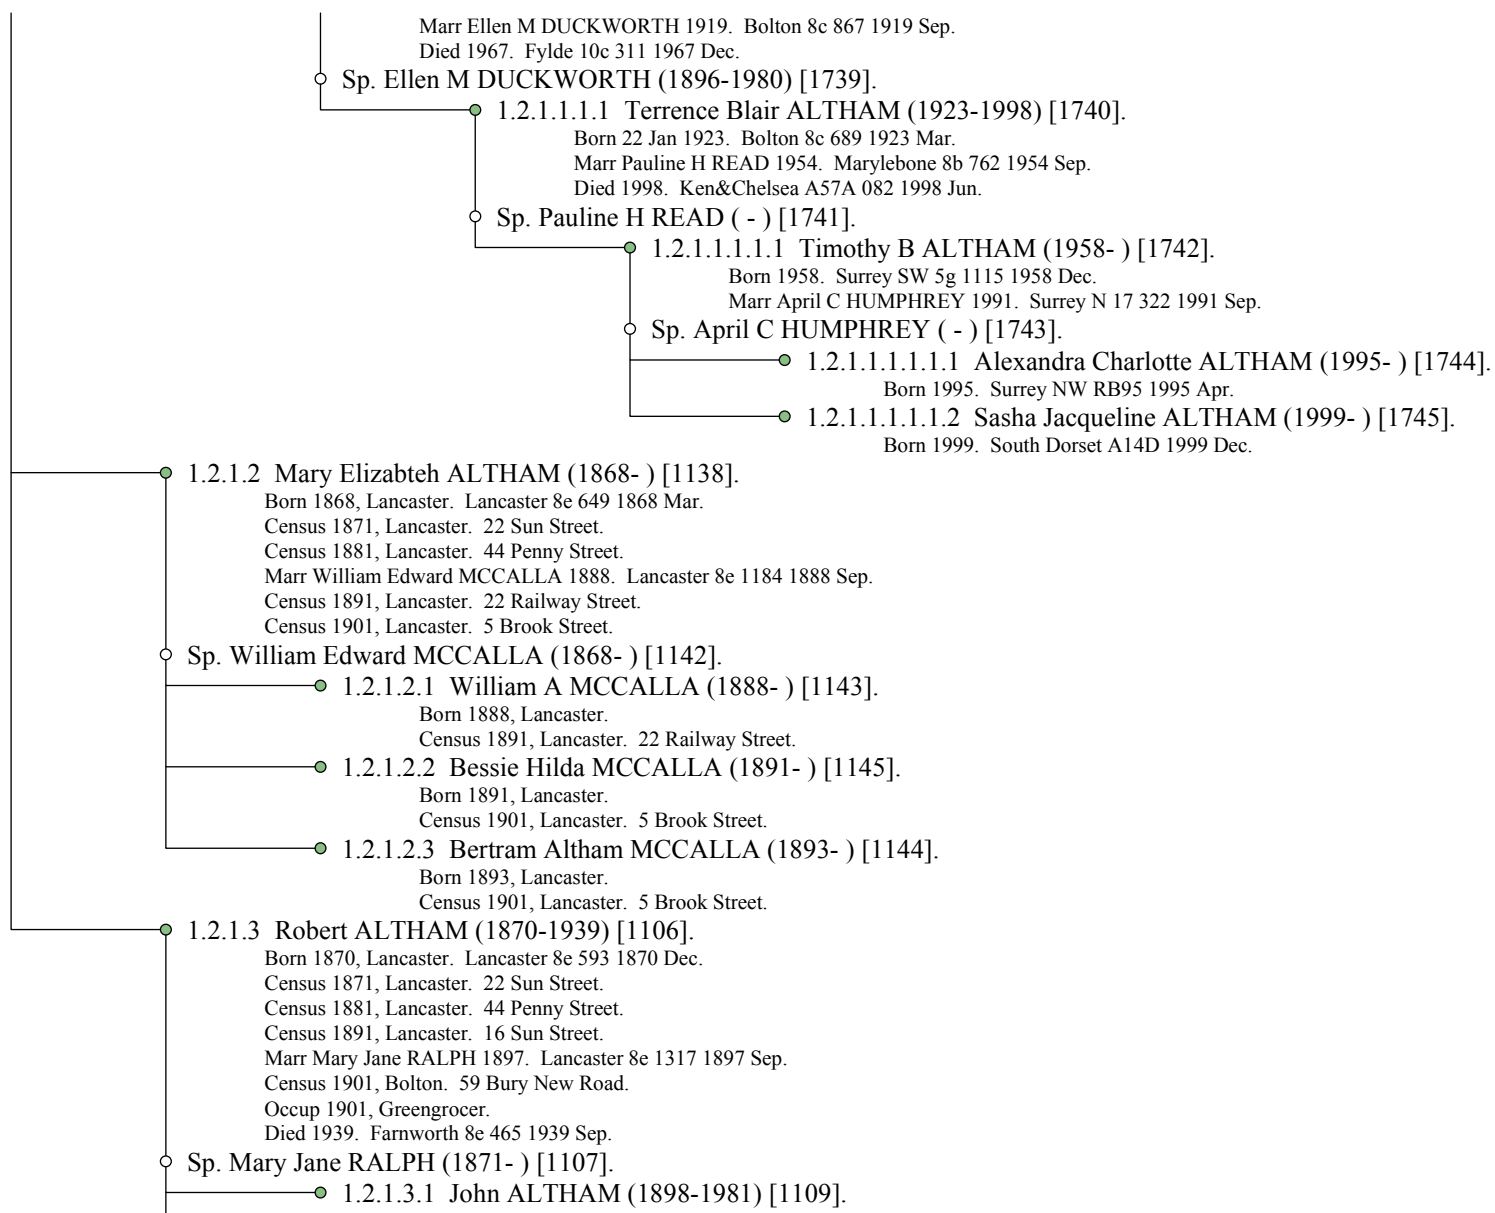 Marr Ellen M DUCKWORTH 1919.  Bolton 8c 867 1919 Sep.
Died 1967.  Fylde 10c 311 1967 Dec.
Sp. Ellen M DUCKWORTH (1896-1980) [1739].
1.2.1.1.1.1  Terrence Blair ALTHAM (1923-1998) [1740].
Born 22 Jan 1923.  Bolton 8c 689 1923 Mar.
Marr Pauline H READ 1954.  Marylebone 8b 762 1954 Sep.
Died 1998.  Ken&Chelsea A57A 082 1998 Jun.
Sp. Pauline H READ ( - ) [1741].
1.2.1.1.1.1.1  Timothy B ALTHAM (1958- ) [1742].
Born 1958.  Surrey SW 5g 1115 1958 Dec.
Marr April C HUMPHREY 1991.  Surrey N 17 322 1991 Sep.
Sp. April C HUMPHREY ( - ) [1743].
1.2.1.1.1.1.1.1  Alexandra Charlotte ALTHAM (1995- ) [1744].
Born 1995.  Surrey NW RB95 1995 Apr.
1.2.1.1.1.1.1.2  Sasha Jacqueline ALTHAM (1999- ) [1745].
Born 1999.  South Dorset A14D 1999 Dec.
1.2.1.2  Mary Elizabteh ALTHAM (1868- ) [1138].
Born 1868, Lancaster.  Lancaster 8e 649 1868 Mar.
Census 1871, Lancaster.  22 Sun Street.
Census 1881, Lancaster.  44 Penny Street.
Marr William Edward MCCALLA 1888.  Lancaster 8e 1184 1888 Sep.
Census 1891, Lancaster.  22 Railway Street.
Census 1901, Lancaster.  5 Brook Street.
Sp. William Edward MCCALLA (1868- ) [1142].
1.2.1.2.1  William A MCCALLA (1888- ) [1143].
Born 1888, Lancaster.
Census 1891, Lancaster.  22 Railway Street.
1.2.1.2.2  Bessie Hilda MCCALLA (1891- ) [1145].
Born 1891, Lancaster.
Census 1901, Lancaster.  5 Brook Street.
1.2.1.2.3  Bertram Altham MCCALLA (1893- ) [1144].
Born 1893, Lancaster.
Census 1901, Lancaster.  5 Brook Street.
1.2.1.3  Robert ALTHAM (1870-1939) [1106].
Born 1870, Lancaster.  Lancaster 8e 593 1870 Dec.
Census 1871, Lancaster.  22 Sun Street.
Census 1881, Lancaster.  44 Penny Street.
Census 1891, Lancaster.  16 Sun Street.
Marr Mary Jane RALPH 1897.  Lancaster 8e 1317 1897 Sep.
Census 1901, Bolton.  59 Bury New Road.
Occup 1901, Greengrocer.
Died 1939.  Farnworth 8e 465 1939 Sep.
Sp. Mary Jane RALPH (1871- ) [1107].
1.2.1.3.1  John ALTHAM (1898-1981) [1109].